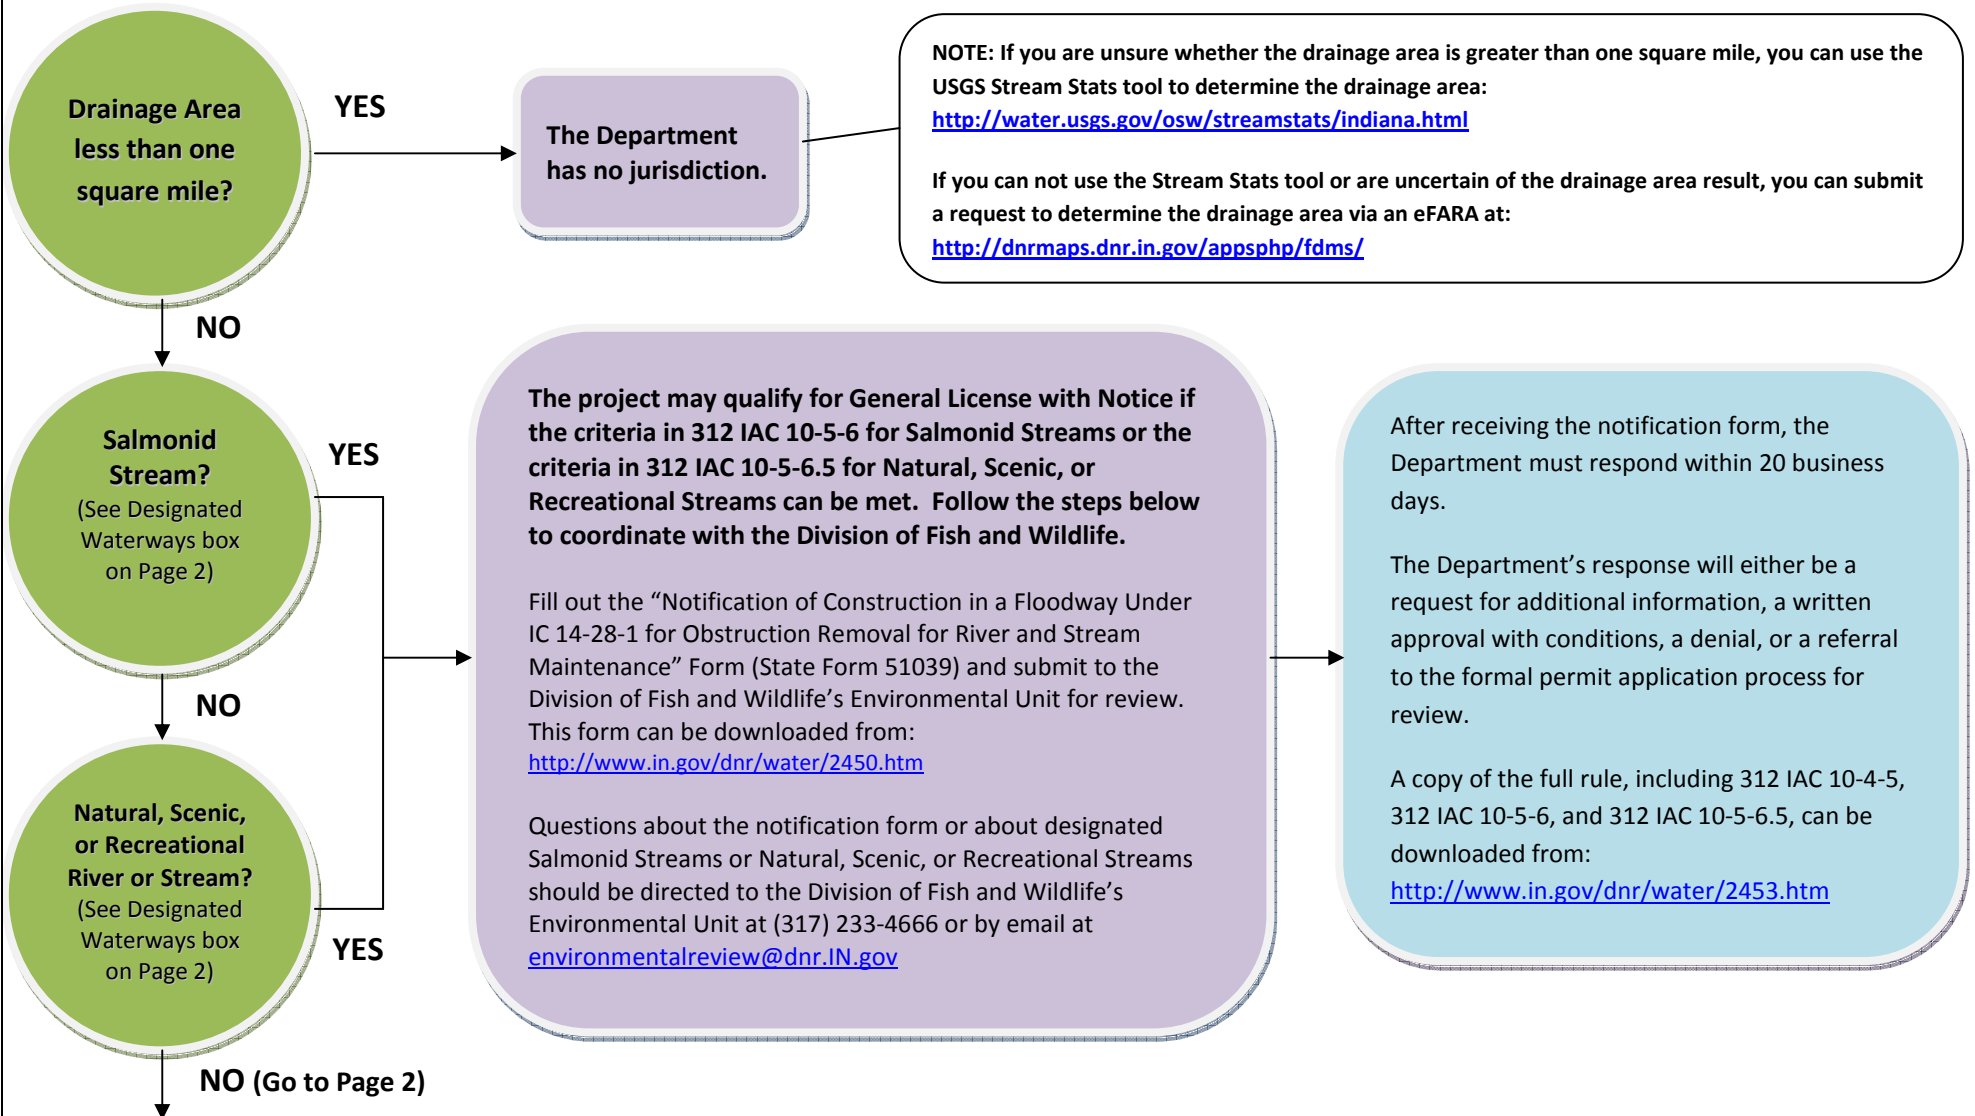 Drainage Area
less than one
square mile?
YES
The Department
has no jurisdiction.
NOTE: If you are unsure whether the drainage area is greater than one square mile, you can use the
USGS Stream Stats tool to determine the drainage area:
http://water.usgs.gov/osw/streamstats/indiana.html
If you can not use the Stream Stats tool or are uncertain of the drainage area result, you can submit
a request to determine the drainage area via an eFARA at:
http://dnrmaps.dnr.in.gov/appsphp/fdms/
NO
Salmonid
Stream?
(See Designated
Waterways box
on Page 2)
YES
NO
Natural, Scenic,
or Recreational
River or Stream?
(See Designated
Waterways box
on Page 2)
YES
NO (Go to Page 2)
The project may qualify for General License with Notice if
the criteria in 312 IAC 10-5-6 for Salmonid Streams or the
criteria in 312 IAC 10-5-6.5 for Natural, Scenic, or
Recreational Streams can be met.  Follow the steps below
to coordinate with the Division of Fish and Wildlife.
Fill out the “Notification of Construction in a Floodway Under
IC 14-28-1 for Obstruction Removal for River and Stream
Maintenance” Form (State Form 51039) and submit to the
Division of Fish and Wildlife’s Environmental Unit for review.
This form can be downloaded from:
http://www.in.gov/dnr/water/2450.htm
Questions about the notification form or about designated
Salmonid Streams or Natural, Scenic, or Recreational Streams
should be directed to the Division of Fish and Wildlife’s
Environmental Unit at (317) 233-4666 or by email at
environmentalreview@dnr.IN.gov
After receiving the notification form, the
Department must respond within 20 business
days.
The Department’s response will either be a
request for additional information, a written
approval with conditions, a denial, or a referral
to the formal permit application process for
review.
A copy of the full rule, including 312 IAC 10-4-5,
312 IAC 10-5-6, and 312 IAC 10-5-6.5, can be
downloaded from:
http://www.in.gov/dnr/water/2453.htm